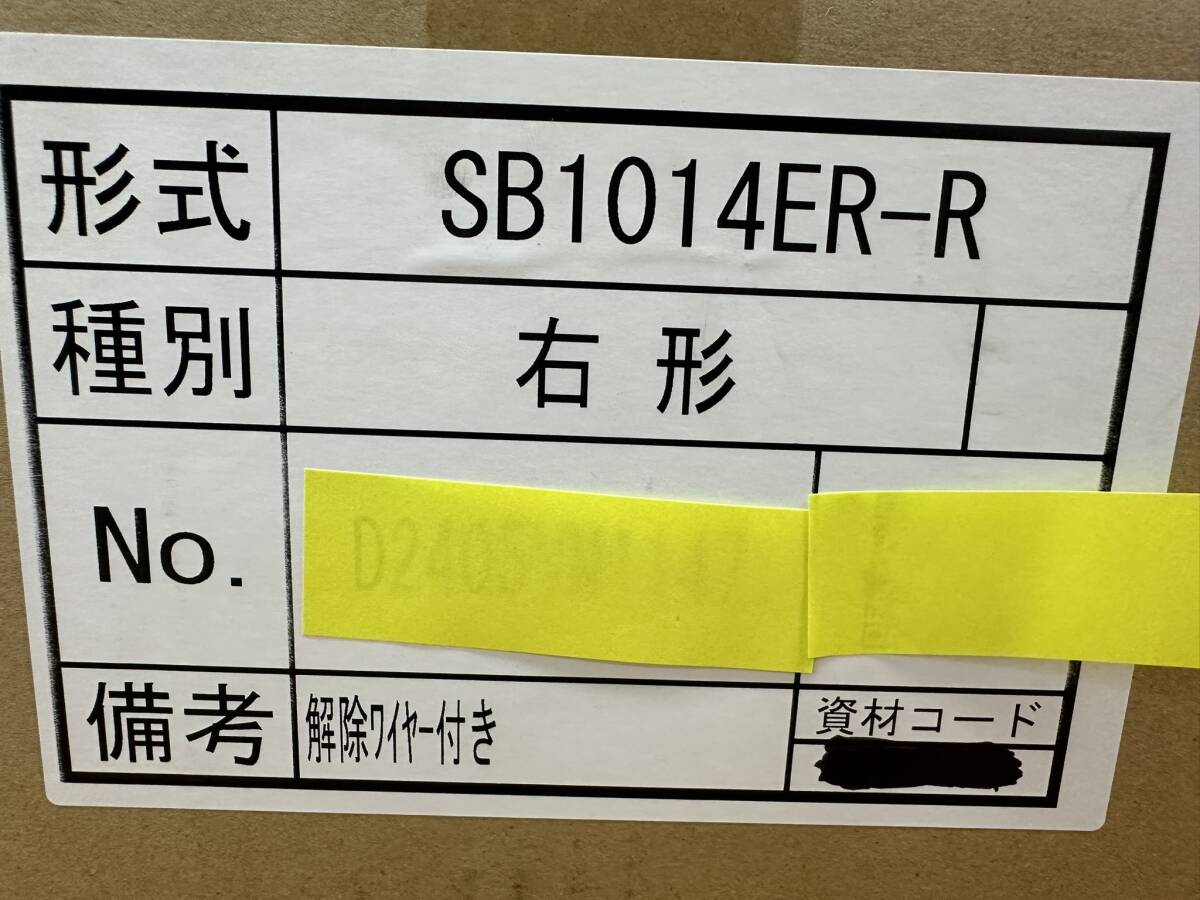 形式 SB1014ER-R
種別 右形
No.
備考 解除ワイヤー付き 資材コード